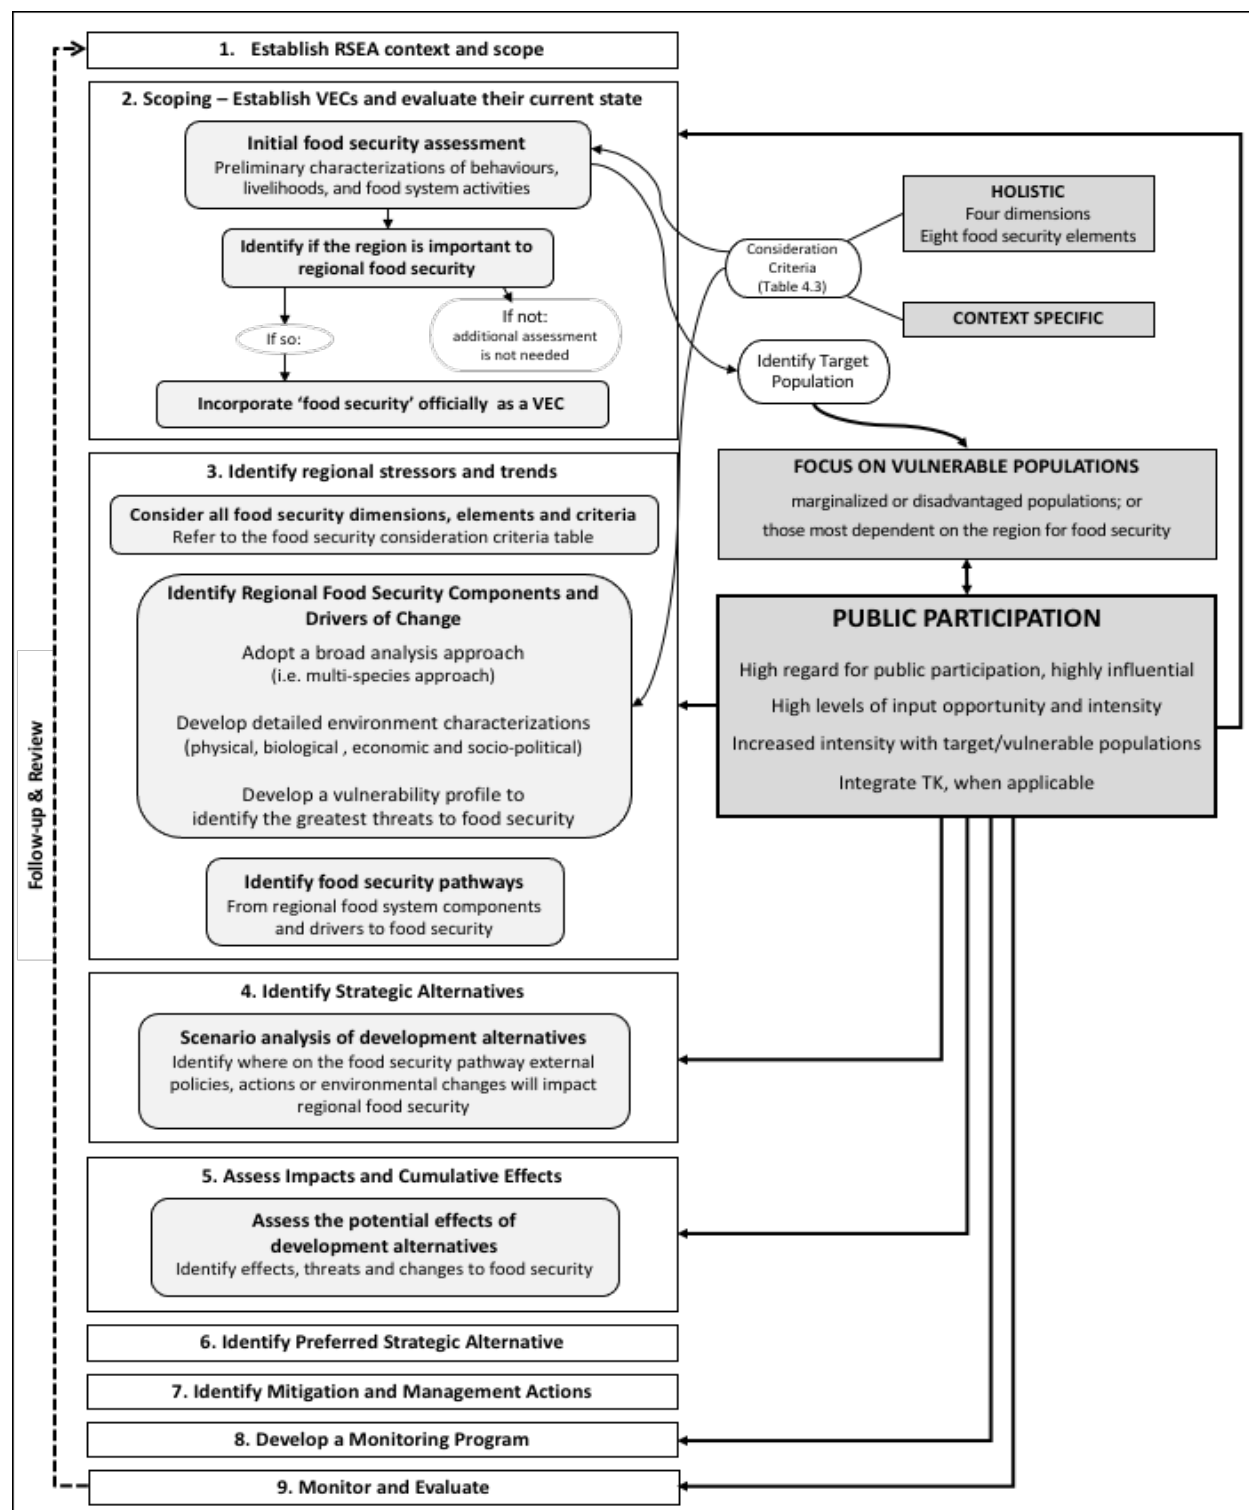 1. Establish RSEA context and scope
2. Scoping – Establish VECs and evaluate their current state
Initial food security assessment
Preliminary characterizations of behaviours,
livelihoods, and food system activities
Identify if the region is important to
regional food security
If so:
If not:
additional assessment
is not needed
Incorporate ‘food security’ officially as a VEC
Consideration
Criteria
(Table 4.3)
HOLISTIC
Four dimensions
Eight food security elements
CONTEXT SPECIFIC
Identify Target
Population
FOCUS ON VULNERABLE POPULATIONS
marginalized or disadvantaged populations; or
those most dependent on the region for food security
PUBLIC PARTICIPATION
High regard for public participation, highly influential
High levels of input opportunity and intensity
Increased intensity with target/vulnerable populations
Integrate TK, when applicable
3. Identify regional stressors and trends
Consider all food security dimensions, elements and criteria
Refer to the food security consideration criteria table
Identify Regional Food Security Components and
Drivers of Change
Adopt a broad analysis approach
(i.e. multi-species approach)
Develop detailed environment characterizations
(physical, biological , economic and socio-political)
Develop a vulnerability profile to
identify the greatest threats to food security
Identify food security pathways
From regional food system components
and drivers to food security
4. Identify Strategic Alternatives
Scenario analysis of development alternatives
Identify where on the food security pathway external
policies, actions or environmental changes will impact
regional food security
5. Assess Impacts and Cumulative Effects
Assess the potential effects of
development alternatives
Identify effects, threats and changes to food security
6. Identify Preferred Strategic Alternative
7. Identify Mitigation and Management Actions
8. Develop a Monitoring Program
9. Monitor and Evaluate
Follow-up & Review